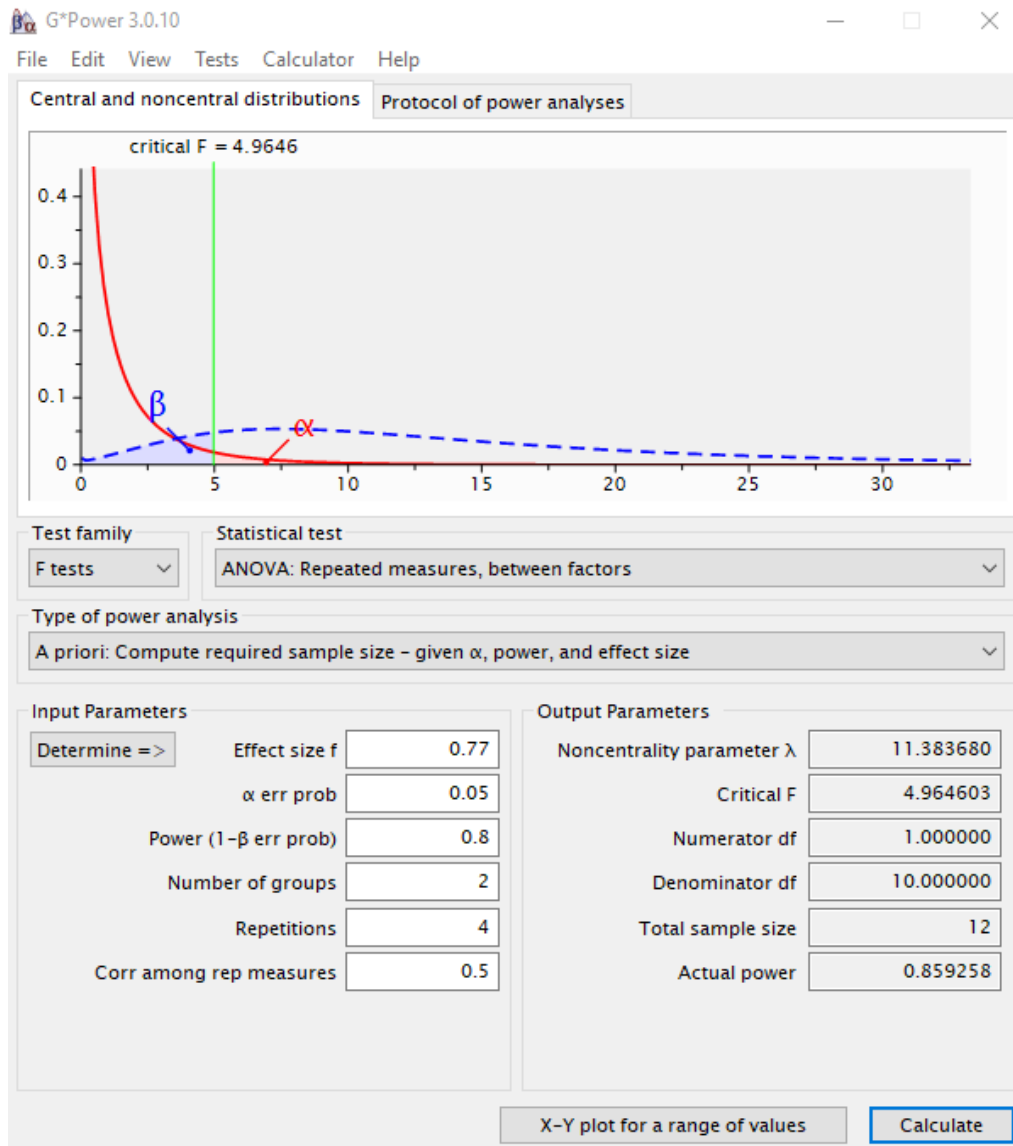 G*Power 3.0.10
File Edit View Tests Calculator Help
Central and noncentral distributions Protocol of power analyses
critical F = 4.9646
0.4
0.3
0.2
0.1
β
α
0
0 5 10 15 20 25 30
Test family Statistical test
F tests ANOVA: Repeated measures, between factors
Type of power analysis
A priori: Compute required sample size – given α, power, and effect size
Input Parameters Output Parameters
Determine => Effect size f 0.77 Noncentrality parameter λ 11.383680
α err prob 0.05 Critical F 4.964603
Power (1–β err prob) 0.8 Numerator df 1.000000
Number of groups 2 Denominator df 10.000000
Repetitions 4 Total sample size 12
Corr among rep measures 0.5 Actual power 0.859258
X–Y plot for a range of values Calculate